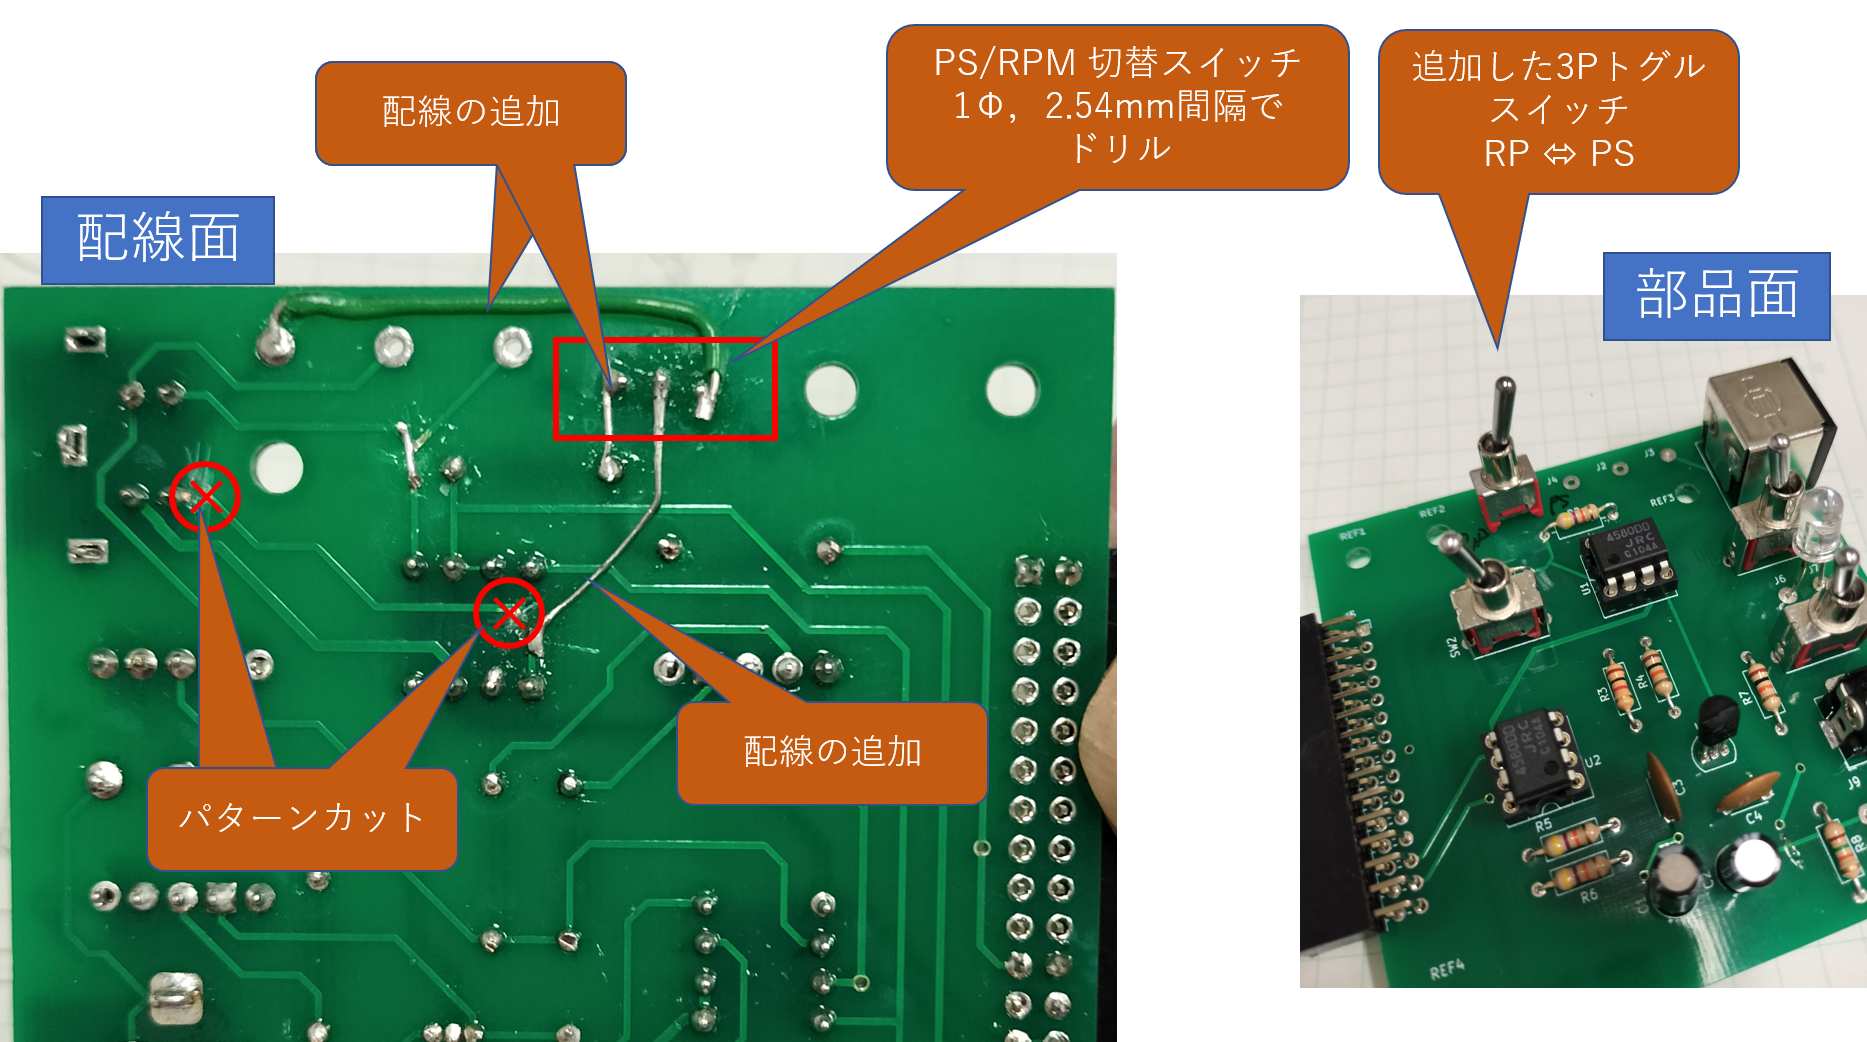 配線の追加
PS/RPM 切替スイッチ
1Φ，2.54mm間隔で
ドリル
追加した3Pトグル
スイッチ
RP ⬄ PS
配線面
部品面
配線の追加
パターンカット
J2
J3
J4
REF1
REF2
REF3
4580DD
JRC
U1
J6
SW2
R3
R4
R7
4580DD
JRC
U2
C3
C4
J9
R5
R6
R8
REF4